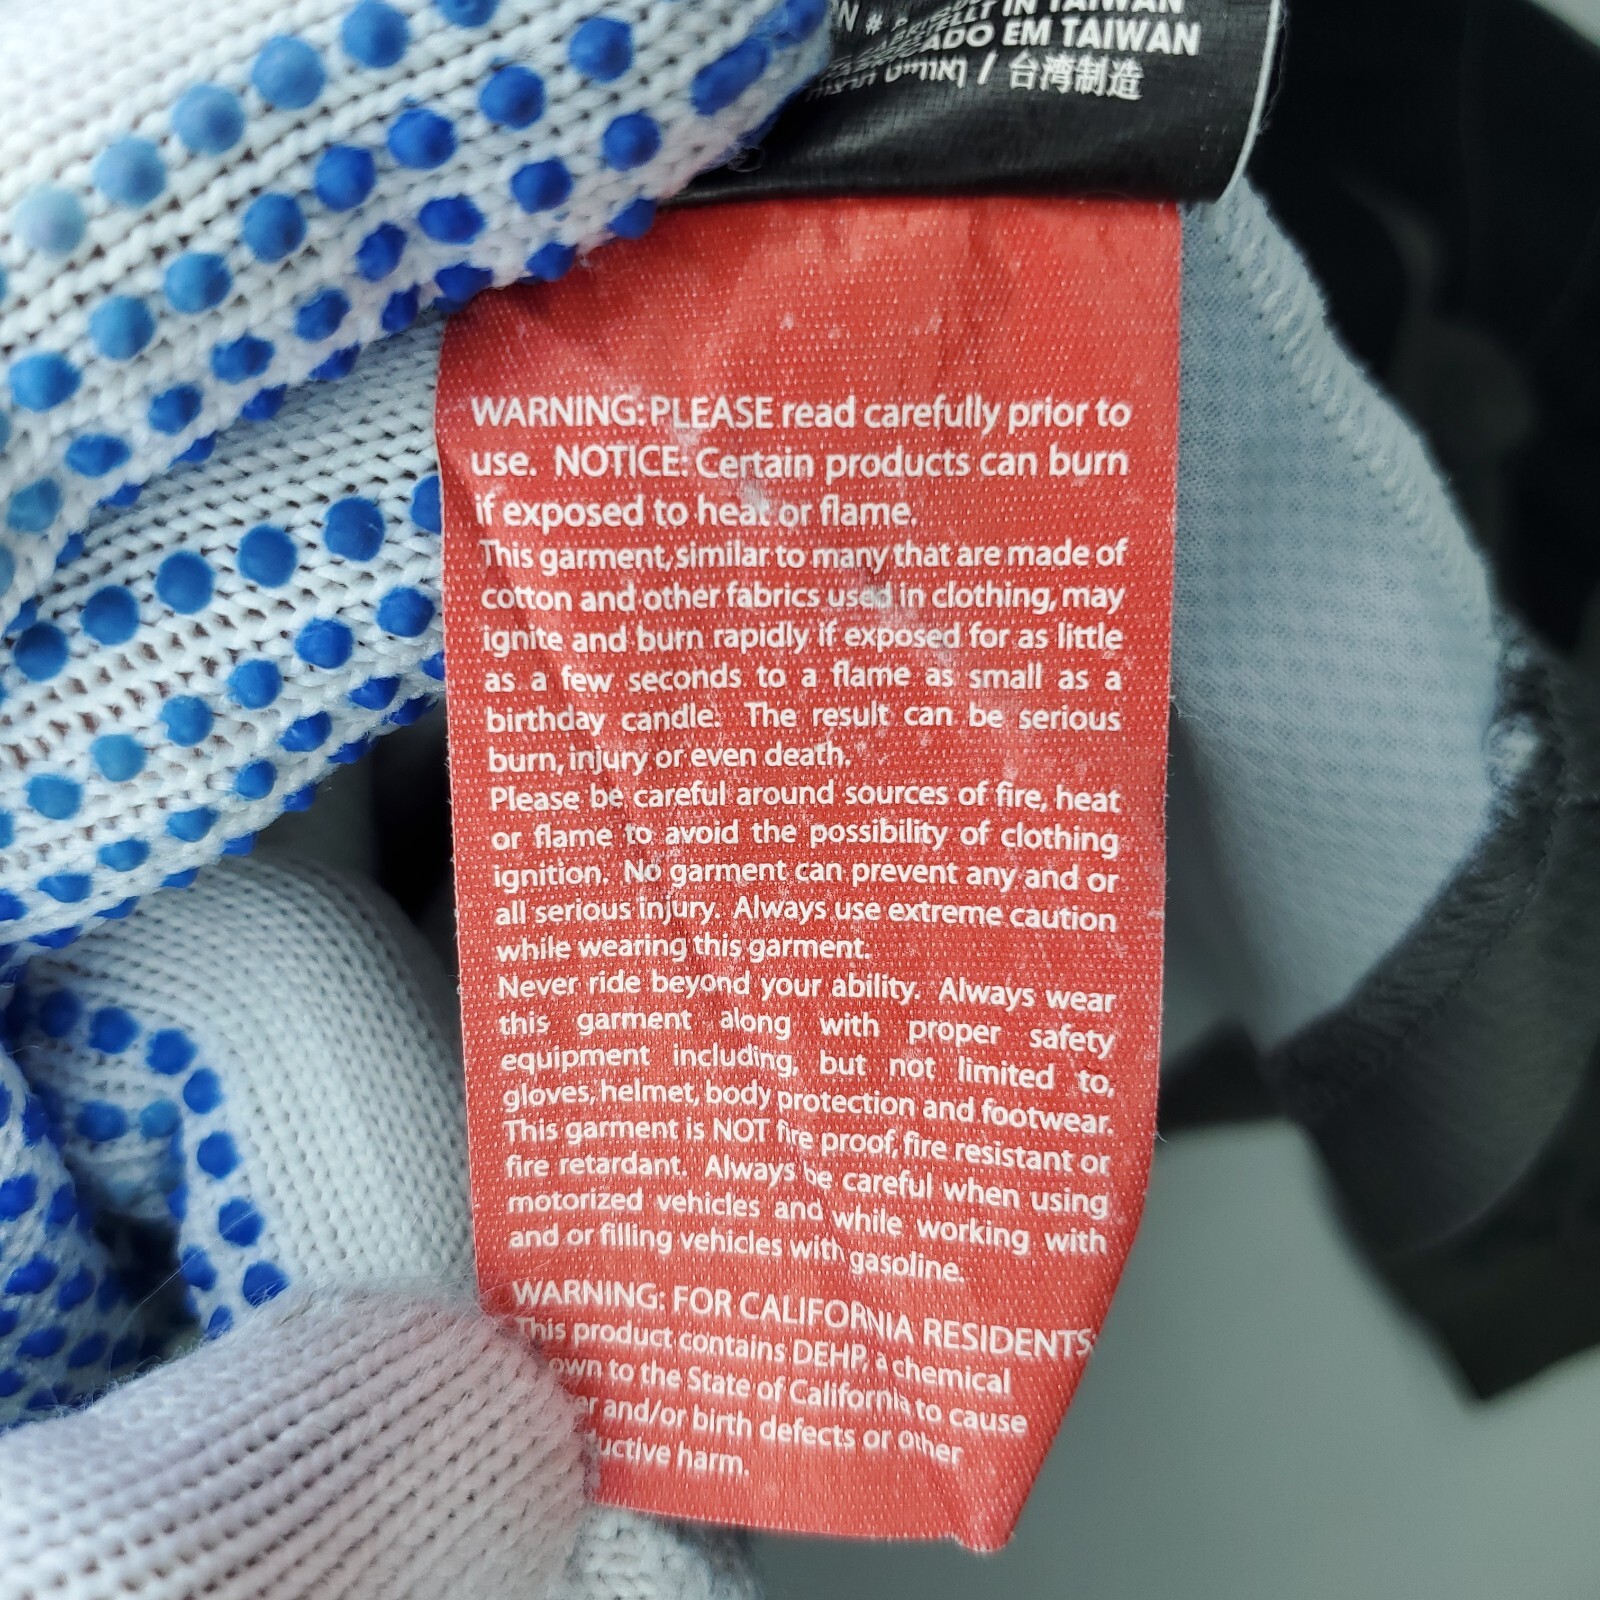 IN TAIWAN
EM TAIWAN
/ 台湾制造
WARNING: PLEASE read carefully prior to
use. NOTICE: Certain products can burn
if exposed to heat or flame.
This garment, similar to many that are made of
cotton and other fabrics used in clothing, may
ignite and burn rapidly if exposed for as little
as a few seconds to a flame as small as a
birthday candle. The result can be serious
burn, injury or even death.
Please be careful around sources of fire, heat
or flame to avoid the possibility of clothing
ignition. No garment can prevent any and or
all serious injury. Always use extreme caution
while wearing this garment.
Never ride beyond your ability. Always wear
this garment along with proper safety
equipment including, but not limited to,
gloves, helmet, body protection and footwear.
This garment is NOT fire proof, fire resistant or
fire retardant. Always be careful when using
motorized vehicles and while working with
and or filling vehicles with gasoline.
WARNING: FOR CALIFORNIA RESIDENTS:
This product contains DEHP, a chemical
to the State of California to cause
and/or birth defects or other
harm.